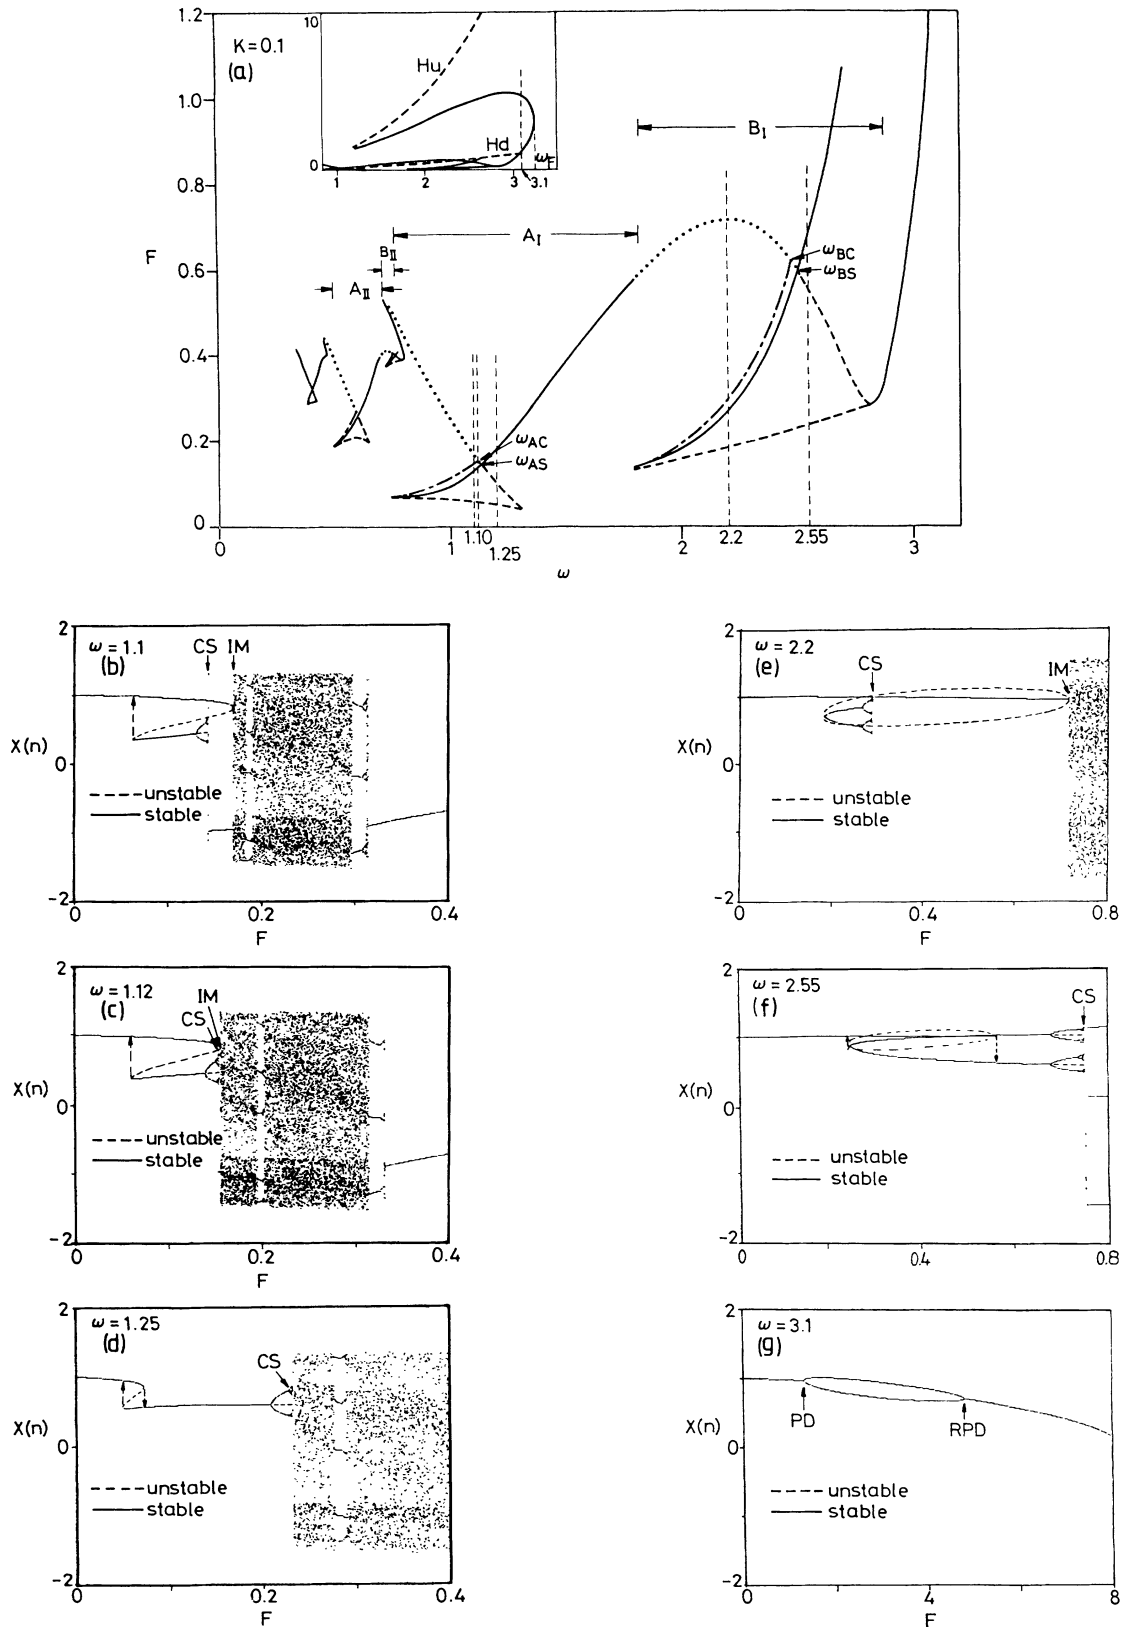 K = 0.1
(a)
10
0
Hu
Hd
ωF
1
2
3
3.1
1.2
1.0
0.8
0.6
0.4
0.2
0
F
BI
AI
BII
AII
ωBC
ωBS
ωAC
ωAS
0
1
1.10
1.25
2
2.2
2.55
3
ω
2
ω = 1.1
(b)
CS IM
X(n)
0
unstable
stable
-2
0
0.2
0.4
F
2
ω = 2.2
(e)
CS
IM
X(n)
0
unstable
stable
-2
0
0.4
0.8
F
2
ω = 1.12
(c)
IM
CS
X(n)
0
unstable
stable
-2
0
0.2
0.4
F
2
ω = 2.55
(f)
CS
X(n)
0
unstable
stable
-2
0
0.4
0.8
F
2
ω = 1.25
(d)
CS
X(n)
0
unstable
stable
-2
0
0.2
0.4
F
2
ω = 3.1
(g)
PD
RPD
X(n)
0
unstable
stable
-2
0
4
8
F